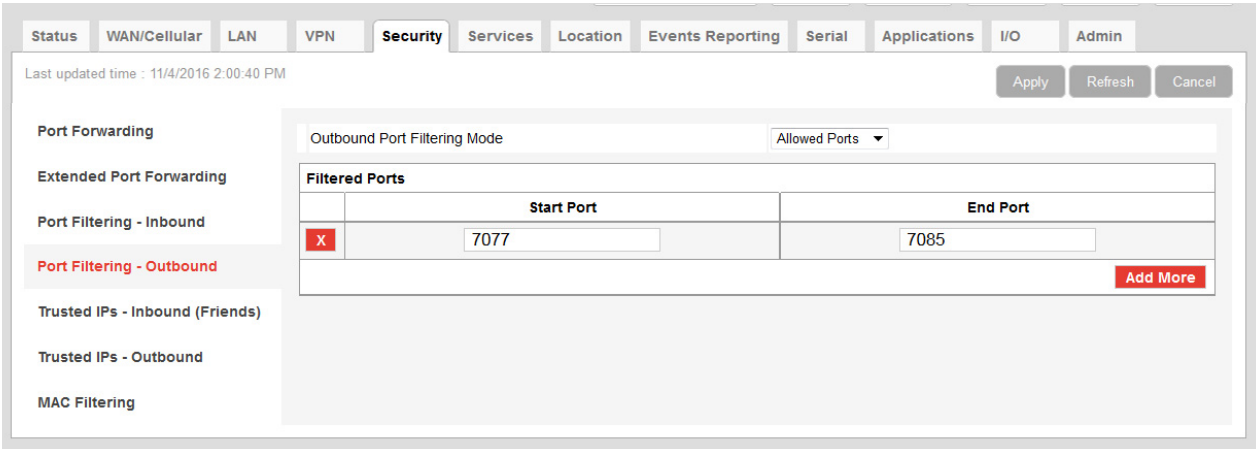 Status WAN/Cellular LAN VPN Security Services Location Events Reporting Serial Applications I/O Admin
Last updated time : 11/4/2016 2:00:40 PM
Apply Refresh Cancel
Port Forwarding
Extended Port Forwarding
Port Filtering - Inbound
Port Filtering - Outbound
Trusted IPs - Inbound (Friends)
Trusted IPs - Outbound
MAC Filtering
Outbound Port Filtering Mode Allowed Ports
Filtered Ports
Start Port End Port
X 7077 7085
Add More